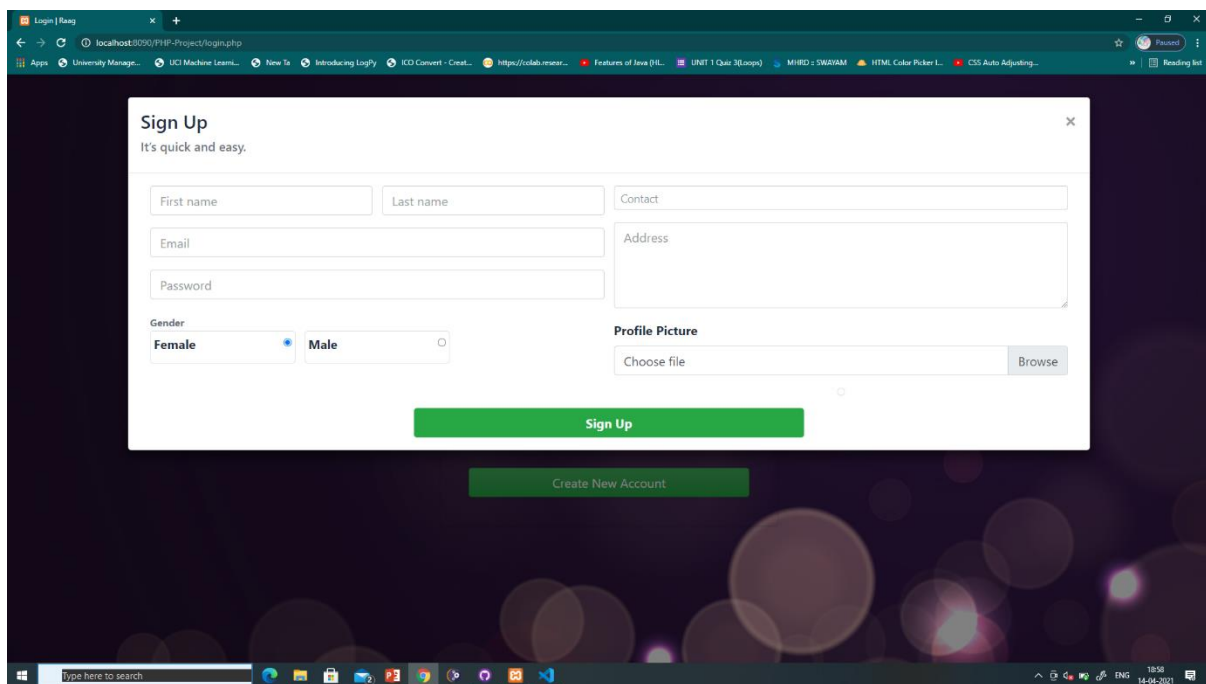 Login | Raag
localhost:8090/PHP-Project/login.php
Paused
Apps University Manage... UCI Machine Learni... New Ta Introducing LogPy ICO Convert - Creat... https://colab.resear... Features of Java (HL... UNIT 1 Quiz 3(Loops) MHRD :: SWAYAM HTML Color Picker I... CSS Auto Adjusting... » Reading list
Sign Up
It's quick and easy.
First name Last name Contact
Email
Address
Password
Gender
Female Male
Profile Picture
Choose file Browse
Sign Up
Create New Account
Type here to search
ENG
18:58
14-04-2021